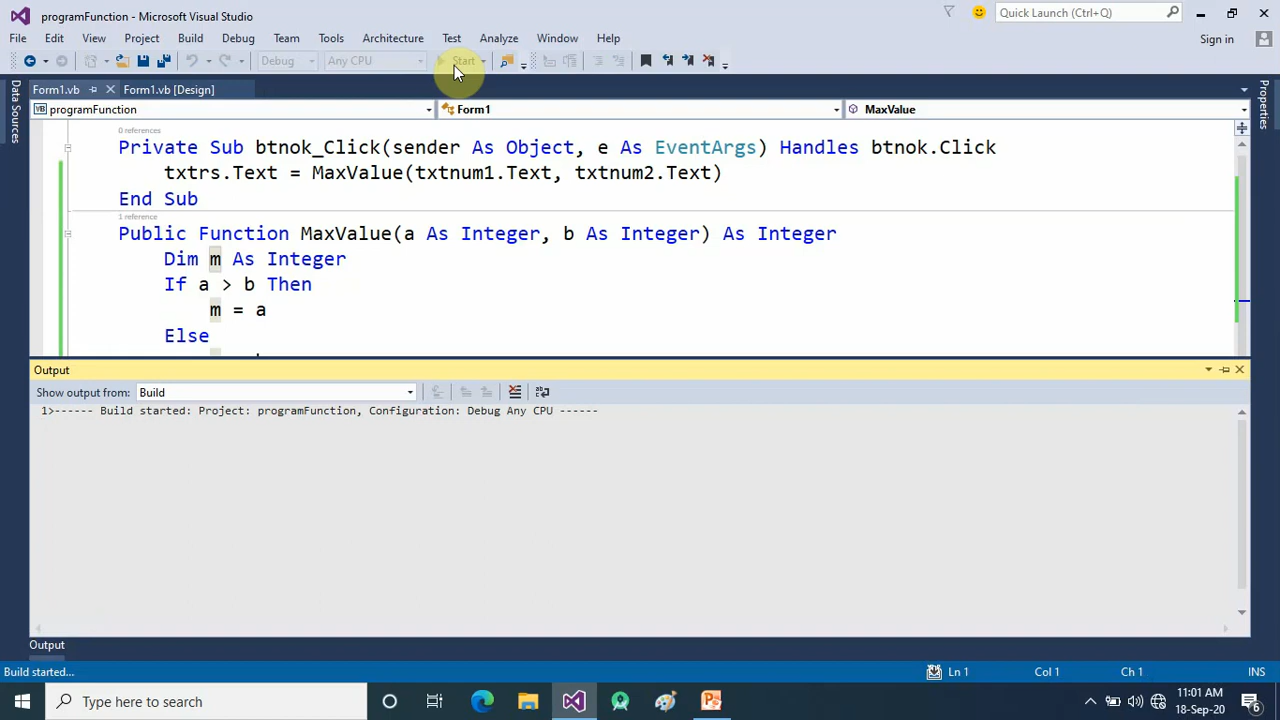 programFunction - Microsoft Visual Studio
Quick Launch (Ctrl+Q)
File Edit View Project Build Debug Team Tools Architecture Test Analyze Window Help
Sign in
Debug Any CPU Start
Form1.vb Form1.vb [Design]
VB programFunction Form1 MaxValue
Data Sources
Properties
0 references
Private Sub btnok_Click(sender As Object, e As EventArgs) Handles btnok.Click
txtrs.Text = MaxValue(txtnum1.Text, txtnum2.Text)
End Sub
1 reference
Public Function MaxValue(a As Integer, b As Integer) As Integer
Dim m As Integer
If a > b Then
m = a
Else
Output
Show output from: Build
1>------ Build started: Project: programFunction, Configuration: Debug Any CPU ------
Output
Build started... Ln 1 Col 1 Ch 1 INS
Type here to search
11:01 AM
18-Sep-20
6